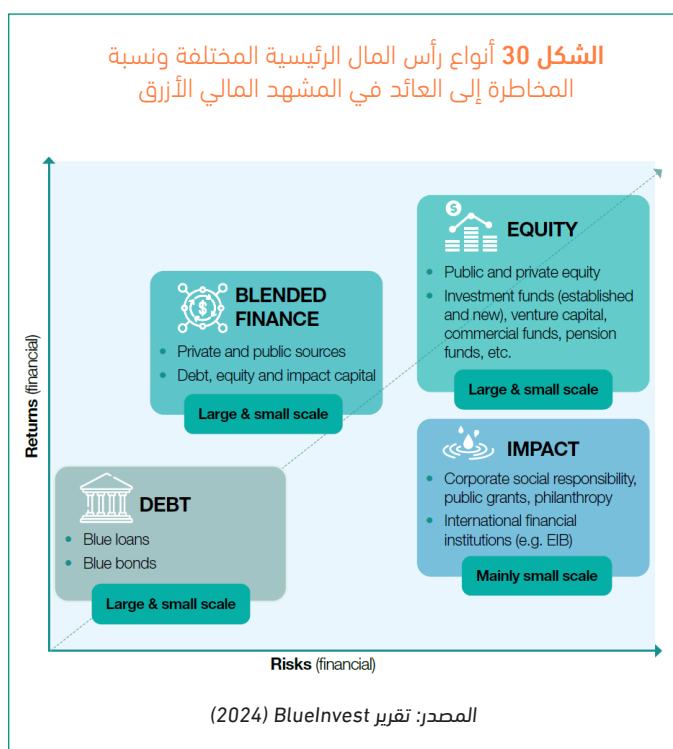 الشكل 30 أنواع رأس المال الرئيسية المختلفة ونسبة
المخاطرة إلى العائد في المشهد المالي الأزرق
Returns (financial)
$
EQUITY
• Public and private equity
• Investment funds (established
and new), venture capital,
commercial funds, pension
funds, etc.
Large & small scale
$
BLENDED
FINANCE
• Private and public sources
• Debt, equity and impact capital
Large & small scale
IMPACT
• Corporate social responsibility,
public grants, philanthropy
• International financial
institutions (e.g. EIB)
Mainly small scale
DEBT
• Blue loans
• Blue bonds
Large & small scale
Risks (financial)
المصدر: تقرير BlueInvest (2024)